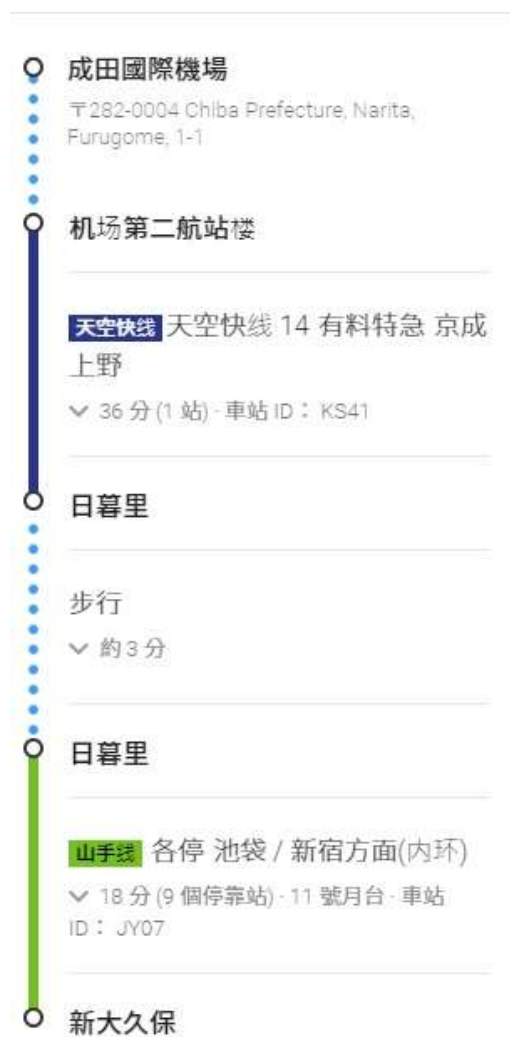 成田國際機場
〒282-0004 Chiba Prefecture, Narita,
Furugome, 1-1
机场第二航站楼
天空快线 天空快线 14 有料特急 京成
上野
36 分 (1 站) · 車站 ID： KS41
日暮里
步行
約 3 分
日暮里
山手线 各停 池袋 / 新宿方面(内环)
18 分 (9 個停靠站) · 11 號月台 · 車站
ID： JY07
新大久保